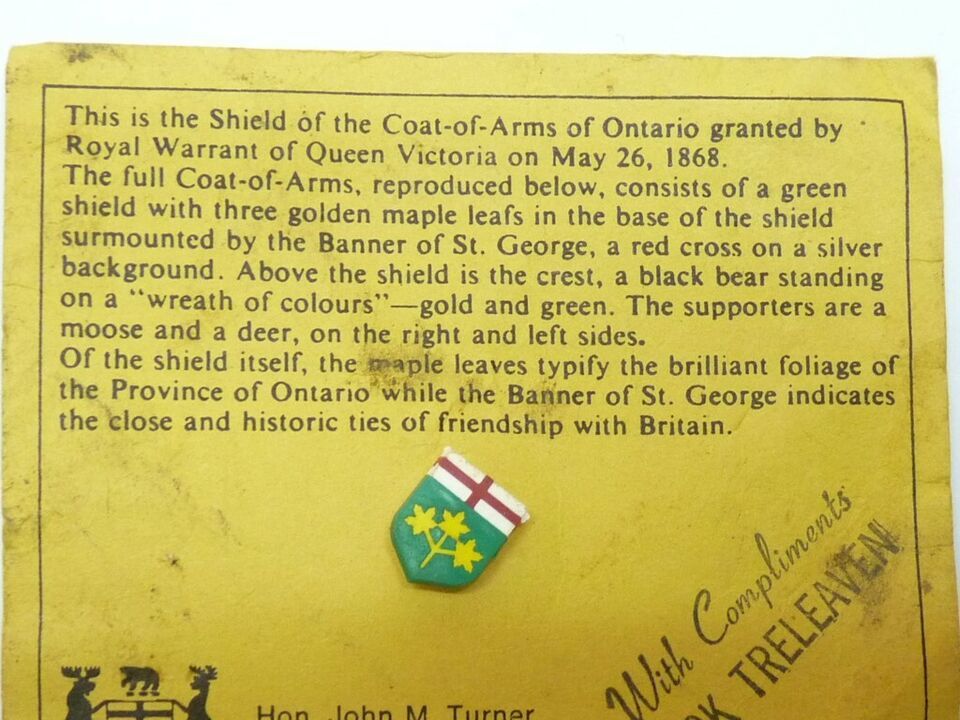 This is the Shield of the Coat-of-Arms of Ontario granted by
Royal Warrant of Queen Victoria on May 26, 1868.
The full Coat-of-Arms, reproduced below, consists of a green
shield with three golden maple leafs in the base of the shield
surmounted by the Banner of St. George, a red cross on a silver
background. Above the shield is the crest, a black bear standing
on a "wreath of colours"—gold and green. The supporters are a
moose and a deer, on the right and left sides.
Of the shield itself, the maple leaves typify the brilliant foliage of
the Province of Ontario while the Banner of St. George indicates
the close and historic ties of friendship with Britain.
With Compliments
TRELEAVEN
Hon. John M. Turner